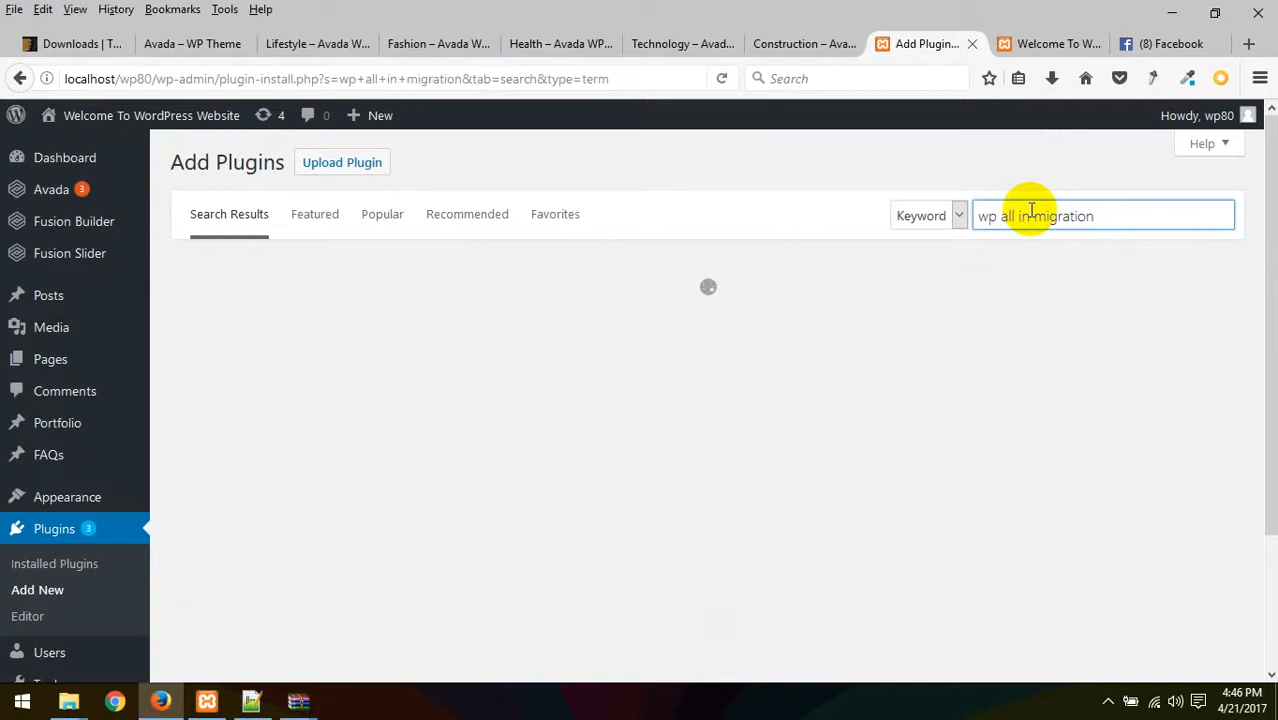 File Edit View History Bookmarks Tools Help
Downloads | T...
Avada – WP Theme
Lifestyle – Avada W...
Fashion – Avada W...
Health – Avada WP...
Technology – Avad...
Construction – Ava...
Add Plugin...
Welcome To W...
(8) Facebook
localhost/wp80/wp-admin/plugin-install.php?s=wp+all+in+migration&tab=search&type=term
Search
Welcome To WordPress Website
4
0
New
Howdy, wp80
Dashboard
Avada 3
Fusion Builder
Fusion Slider
Posts
Media
Pages
Comments
Portfolio
FAQs
Appearance
Plugins 3
Installed Plugins
Add New
Editor
Users
Help
Add Plugins
Upload Plugin
Search Results Featured Popular Recommended Favorites
Keyword
wp all in migration
4:46 PM
4/21/2017